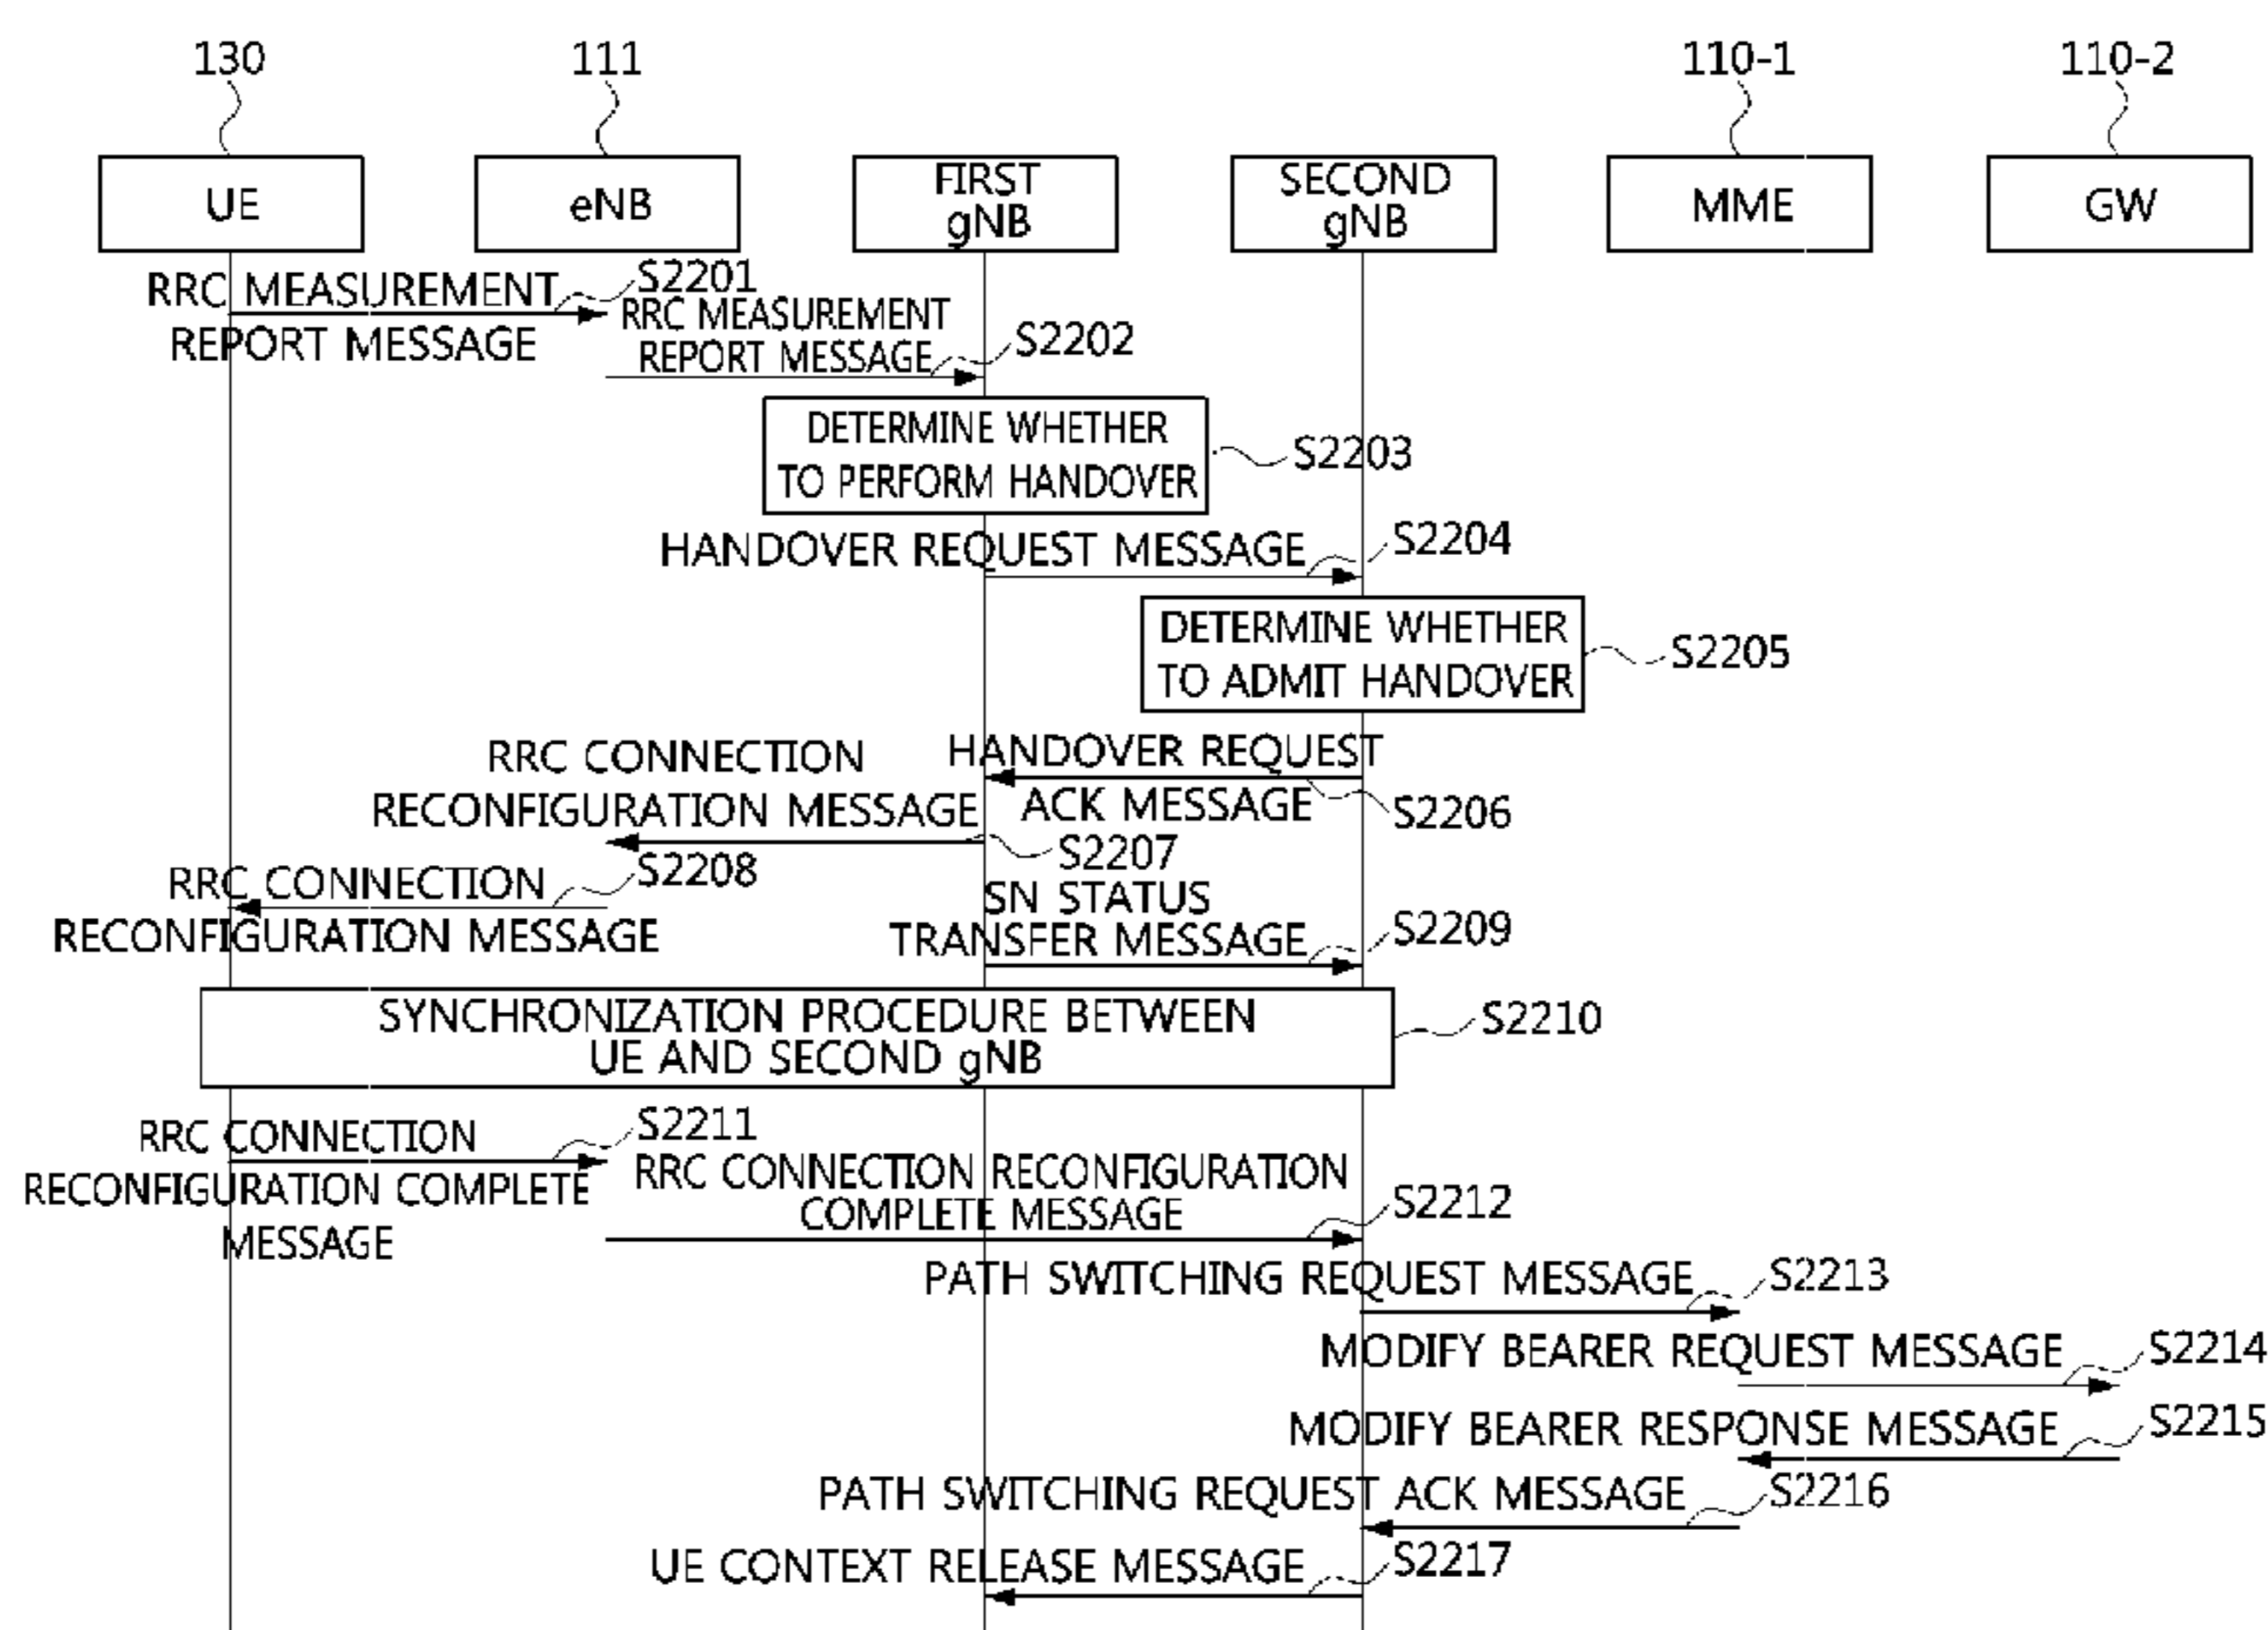 130
111
110-1
110-2
UE
eNB
FIRST
gNB
SECOND
gNB
MME
GW
RRC MEASUREMENT
REPORT MESSAGE
S2201
RRC MEASUREMENT
REPORT MESSAGE
S2202
DETERMINE WHETHER
TO PERFORM HANDOVER
S2203
HANDOVER REQUEST MESSAGE
S2204
DETERMINE WHETHER
TO ADMIT HANDOVER
S2205
HANDOVER REQUEST
ACK MESSAGE
S2206
RRC CONNECTION
RECONFIGURATION MESSAGE
S2207
RRC CONNECTION
RECONFIGURATION MESSAGE
S2208
SN STATUS
TRANSFER MESSAGE
S2209
SYNCHRONIZATION PROCEDURE BETWEEN
UE AND SECOND gNB
S2210
RRC CONNECTION
RECONFIGURATION COMPLETE
MESSAGE
S2211
RRC CONNECTION RECONFIGURATION
COMPLETE MESSAGE
S2212
PATH SWITCHING REQUEST MESSAGE
S2213
MODIFY BEARER REQUEST MESSAGE
S2214
MODIFY BEARER RESPONSE MESSAGE
S2215
PATH SWITCHING REQUEST ACK MESSAGE
S2216
UE CONTEXT RELEASE MESSAGE
S2217